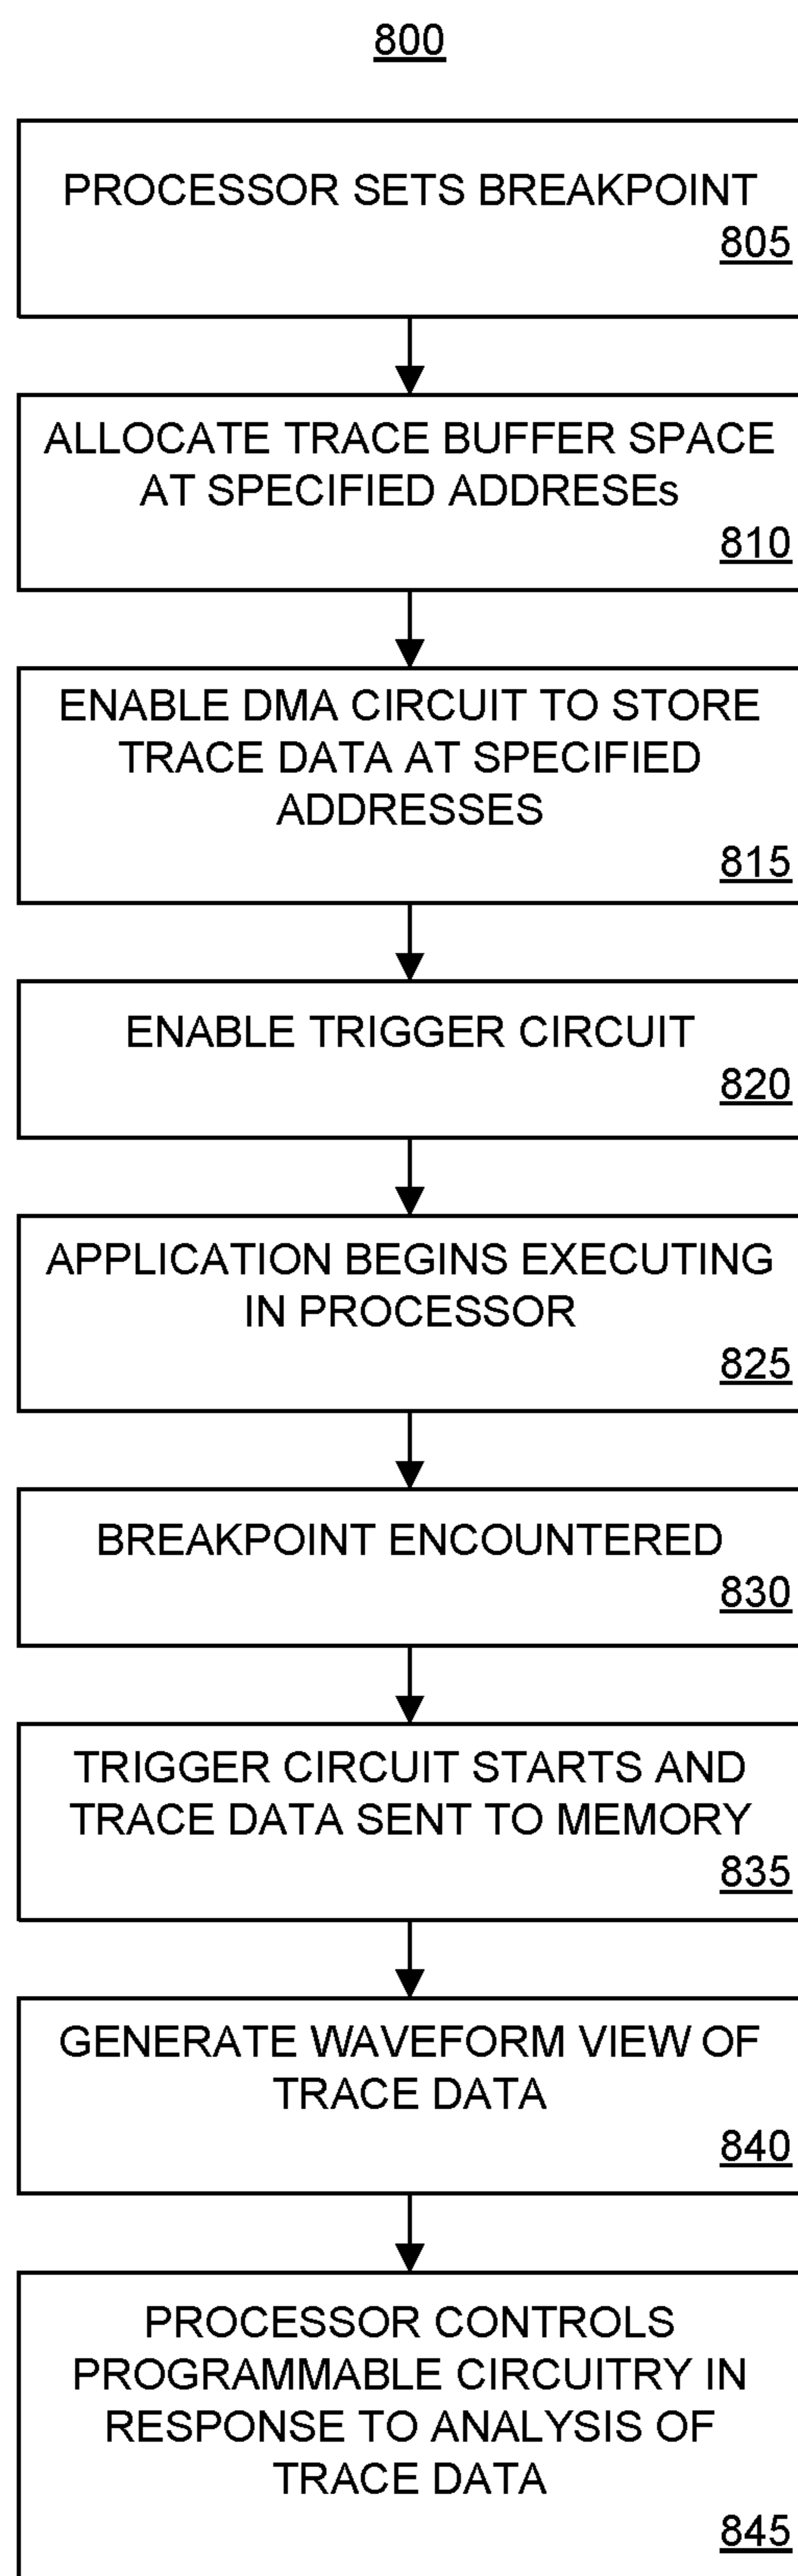 800
PROCESSOR SETS BREAKPOINT
805
ALLOCATE TRACE BUFFER SPACE
AT SPECIFIED ADDRESEs
810
ENABLE DMA CIRCUIT TO STORE
TRACE DATA AT SPECIFIED
ADDRESSES
815
ENABLE TRIGGER CIRCUIT
820
APPLICATION BEGINS EXECUTING
IN PROCESSOR
825
BREAKPOINT ENCOUNTERED
830
TRIGGER CIRCUIT STARTS AND
TRACE DATA SENT TO MEMORY
835
GENERATE WAVEFORM VIEW OF
TRACE DATA
840
PROCESSOR CONTROLS
PROGRAMMABLE CIRCUITRY IN
RESPONSE TO ANALYSIS OF
TRACE DATA
845